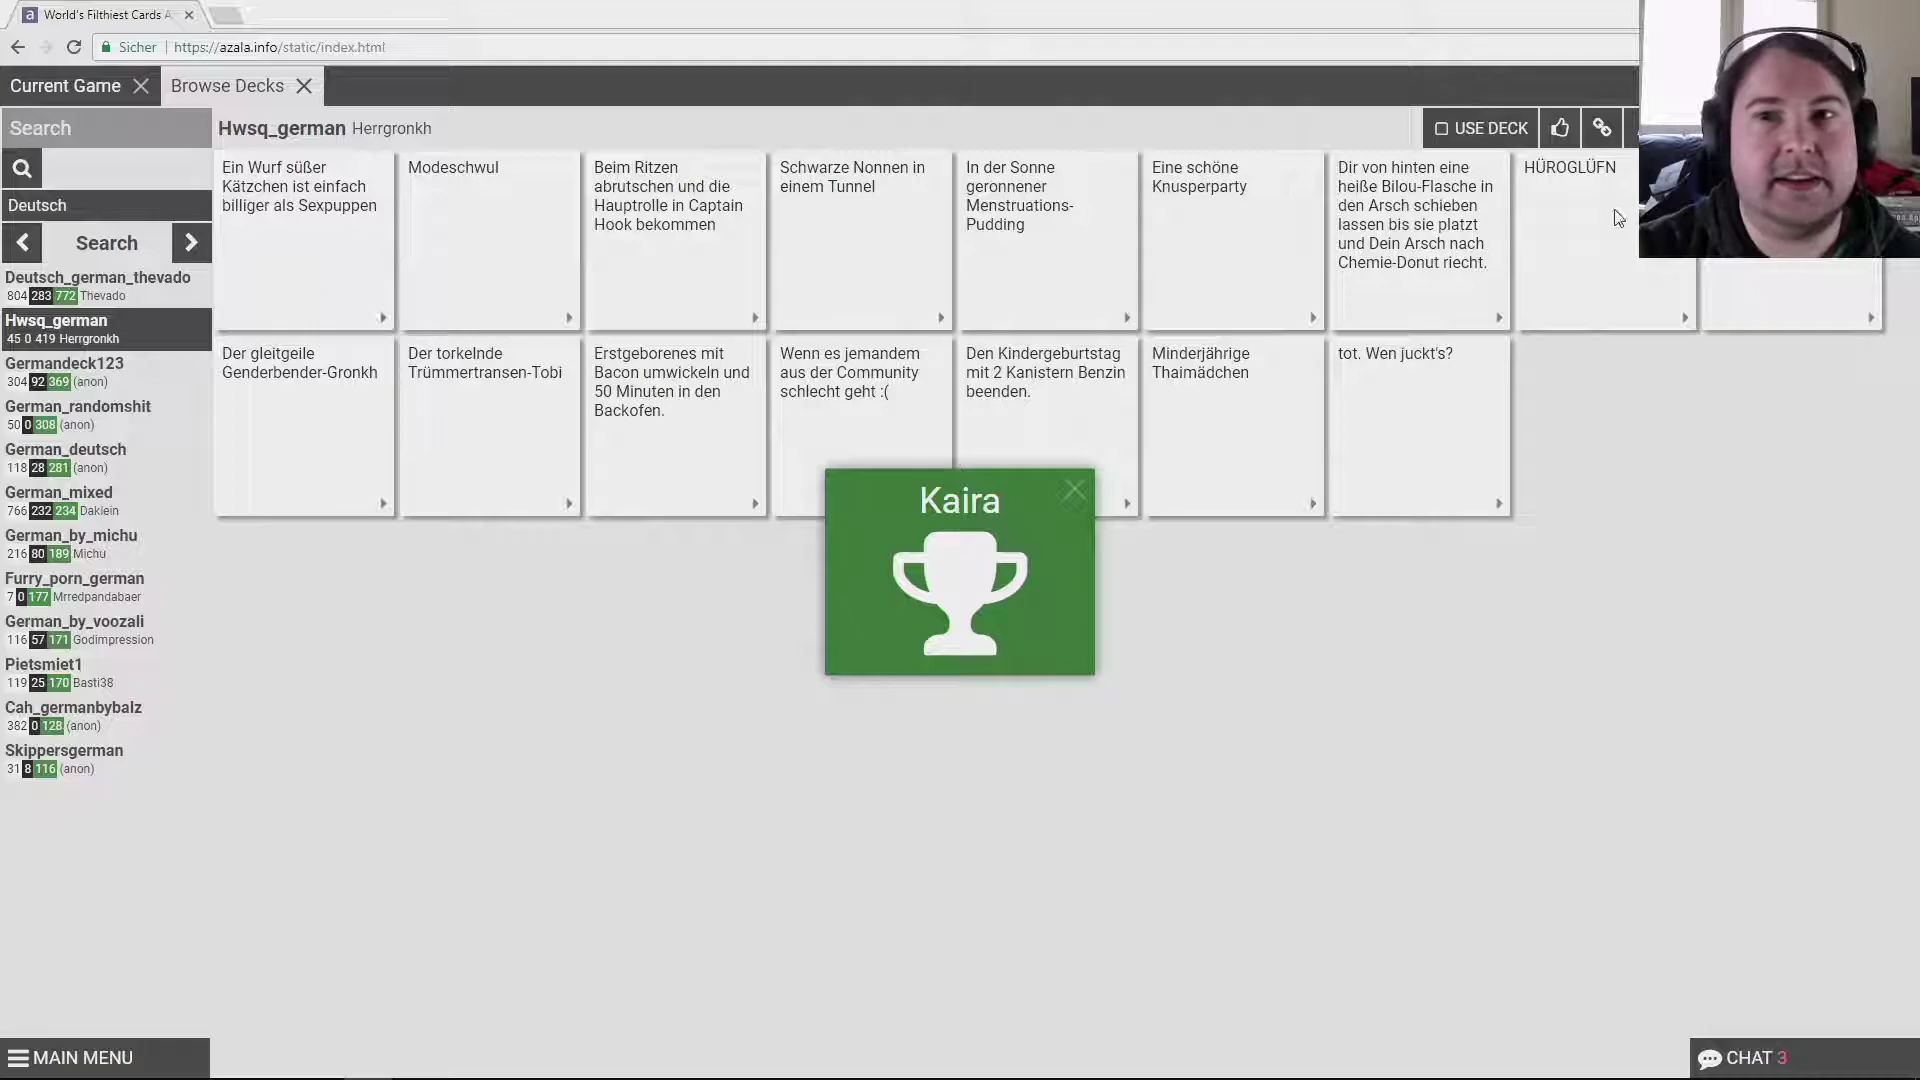 World's Filthiest Cards A
Sicher
https://azala.info/static/index.html
Current Game
Browse Decks
Search
Deutsch
Search
Deutsch_german_thevado
804 283 772 Thevado
Hwsq_german
45 0 419 Herrgronkh
Germandeck123
304 92 369 (anon)
German_randomshit
50 0 308 (anon)
German_deutsch
118 28 281 (anon)
German_mixed
766 232 234 Daklein
German_by_michu
216 80 189 Michu
Furry_porn_german
7 0 177 Mrredpandabaer
German_by_voozali
116 57 171 Godimpression
Pietsmiet1
119 25 170 Basti38
Cah_germanbybalz
382 0 128 (anon)
Skippersgerman
31 8 116 (anon)
Hwsq_german Herrgronkh
USE DECK
Ein Wurf süßer
Kätzchen ist einfach
billiger als Sexpuppen
Modeschwul
Beim Ritzen
abrutschen und die
Hauptrolle in Captain
Hook bekommen
Schwarze Nonnen in
einem Tunnel
In der Sonne
geronnener
Menstruations-
Pudding
Eine schöne
Knusperparty
Dir von hinten eine
heiße Bilou-Flasche in
den Arsch schieben
lassen bis sie platzt
und Dein Arsch nach
Chemie-Donut riecht.
HÜROGLÜFN
Der gleitgeile
Genderbender-Gronkh
Der torkelnde
Trümmertransen-Tobi
Erstgeborenes mit
Bacon umwickeln und
50 Minuten in den
Backofen.
Wenn es jemandem
aus der Community
schlecht geht :(
Den Kindergeburtstag
mit 2 Kanistern Benzin
beenden.
Minderjährige
Thaimädchen
tot. Wen juckt's?
Kaira
MAIN MENU
CHAT 3